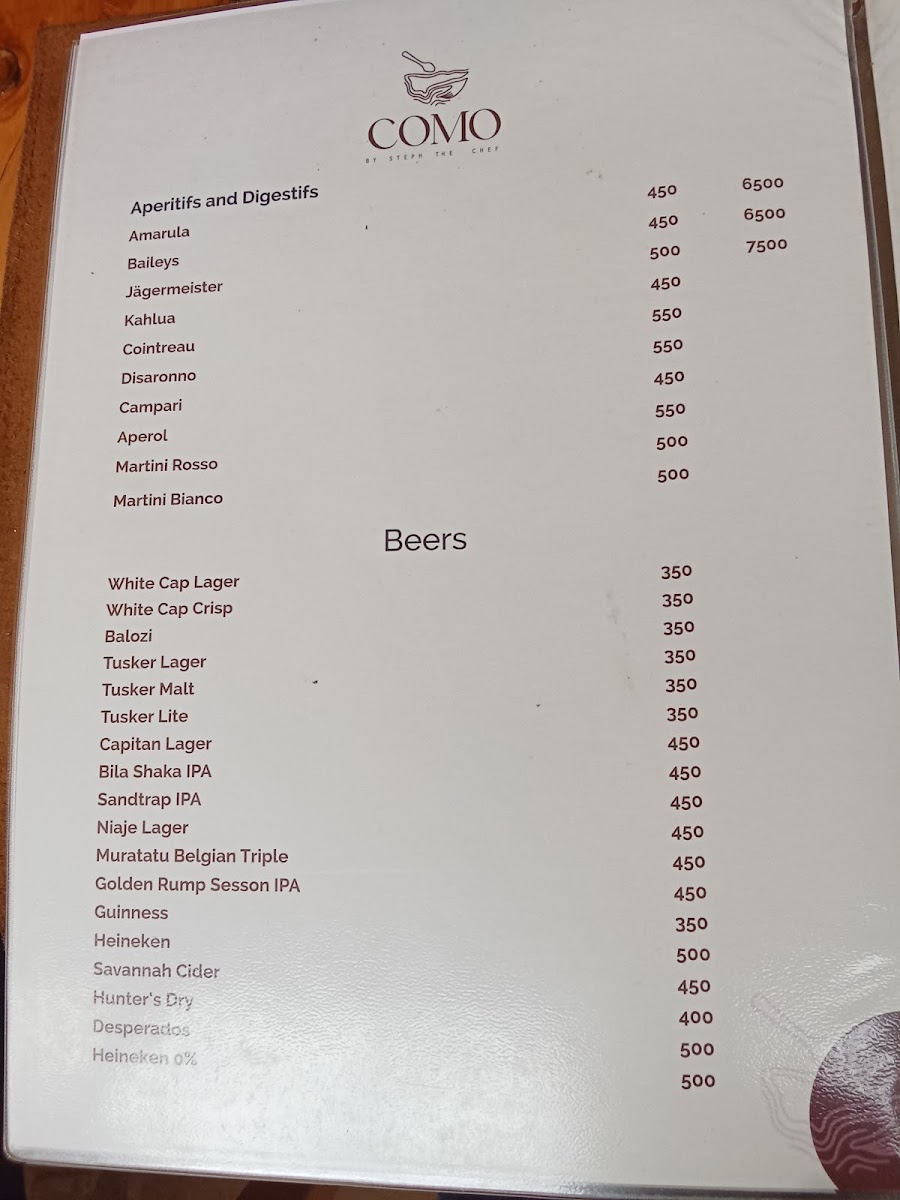 COMO
BY STEPH THE CHEF
Aperitifs and Digestifs
Amarula 450 6500
Baileys 450 6500
Jägermeister 500 7500
Kahlua 450
Cointreau 550
Disaronno 550
Campari 450
Aperol 550
Martini Rosso 500
Martini Bianco 500
Beers
White Cap Lager 350
White Cap Crisp 350
Balozi 350
Tusker Lager 350
Tusker Malt 350
Tusker Lite 350
Capitan Lager 450
Bila Shaka IPA 450
Sandtrap IPA 450
Niaje Lager 450
Muratatu Belgian Triple 450
Golden Rump Sesson IPA 450
Guinness 350
Heineken 500
Savannah Cider 450
Hunter's Dry 400
Desperados 500
Heineken 0% 500